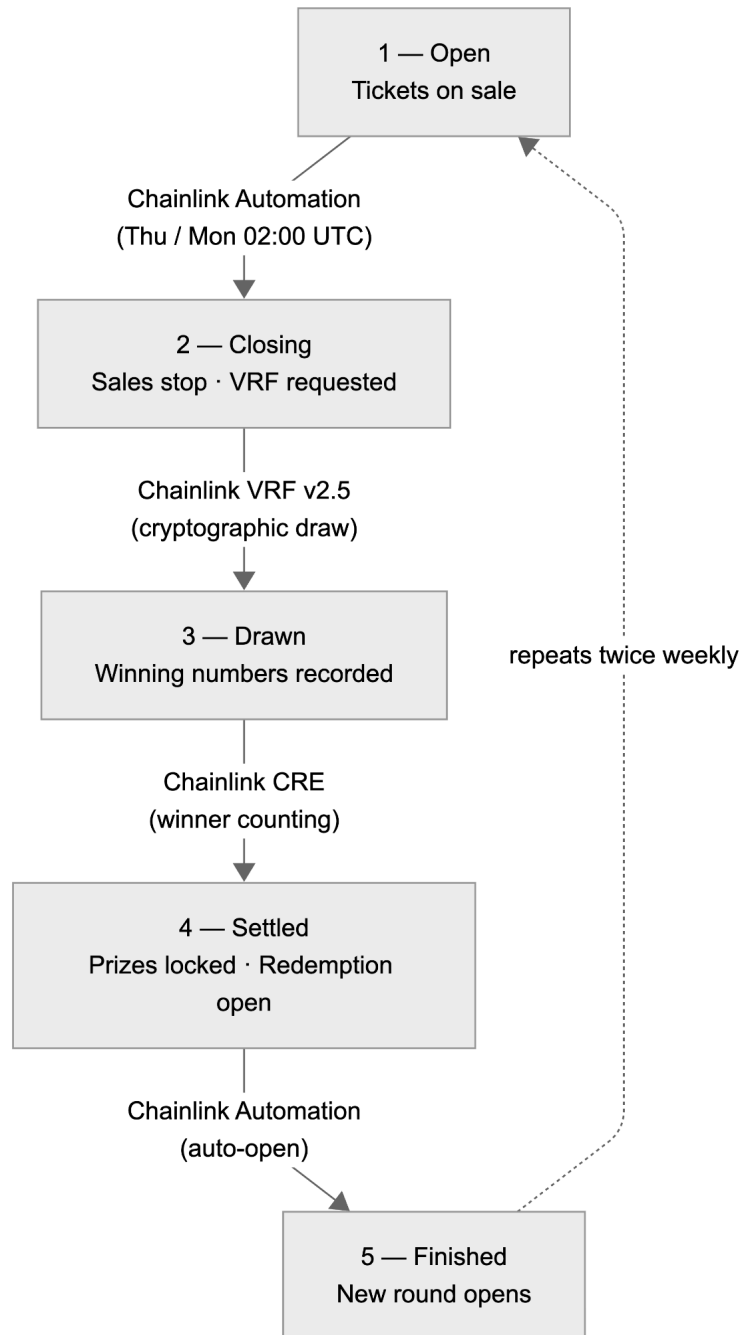 1 — Open
Tickets on sale
Chainlink Automation
(Thu / Mon 02:00 UTC)
2 — Closing
Sales stop · VRF requested
Chainlink VRF v2.5
(cryptographic draw)
3 — Drawn
Winning numbers recorded
repeats twice weekly
Chainlink CRE
(winner counting)
4 — Settled
Prizes locked · Redemption
open
Chainlink Automation
(auto-open)
5 — Finished
New round opens